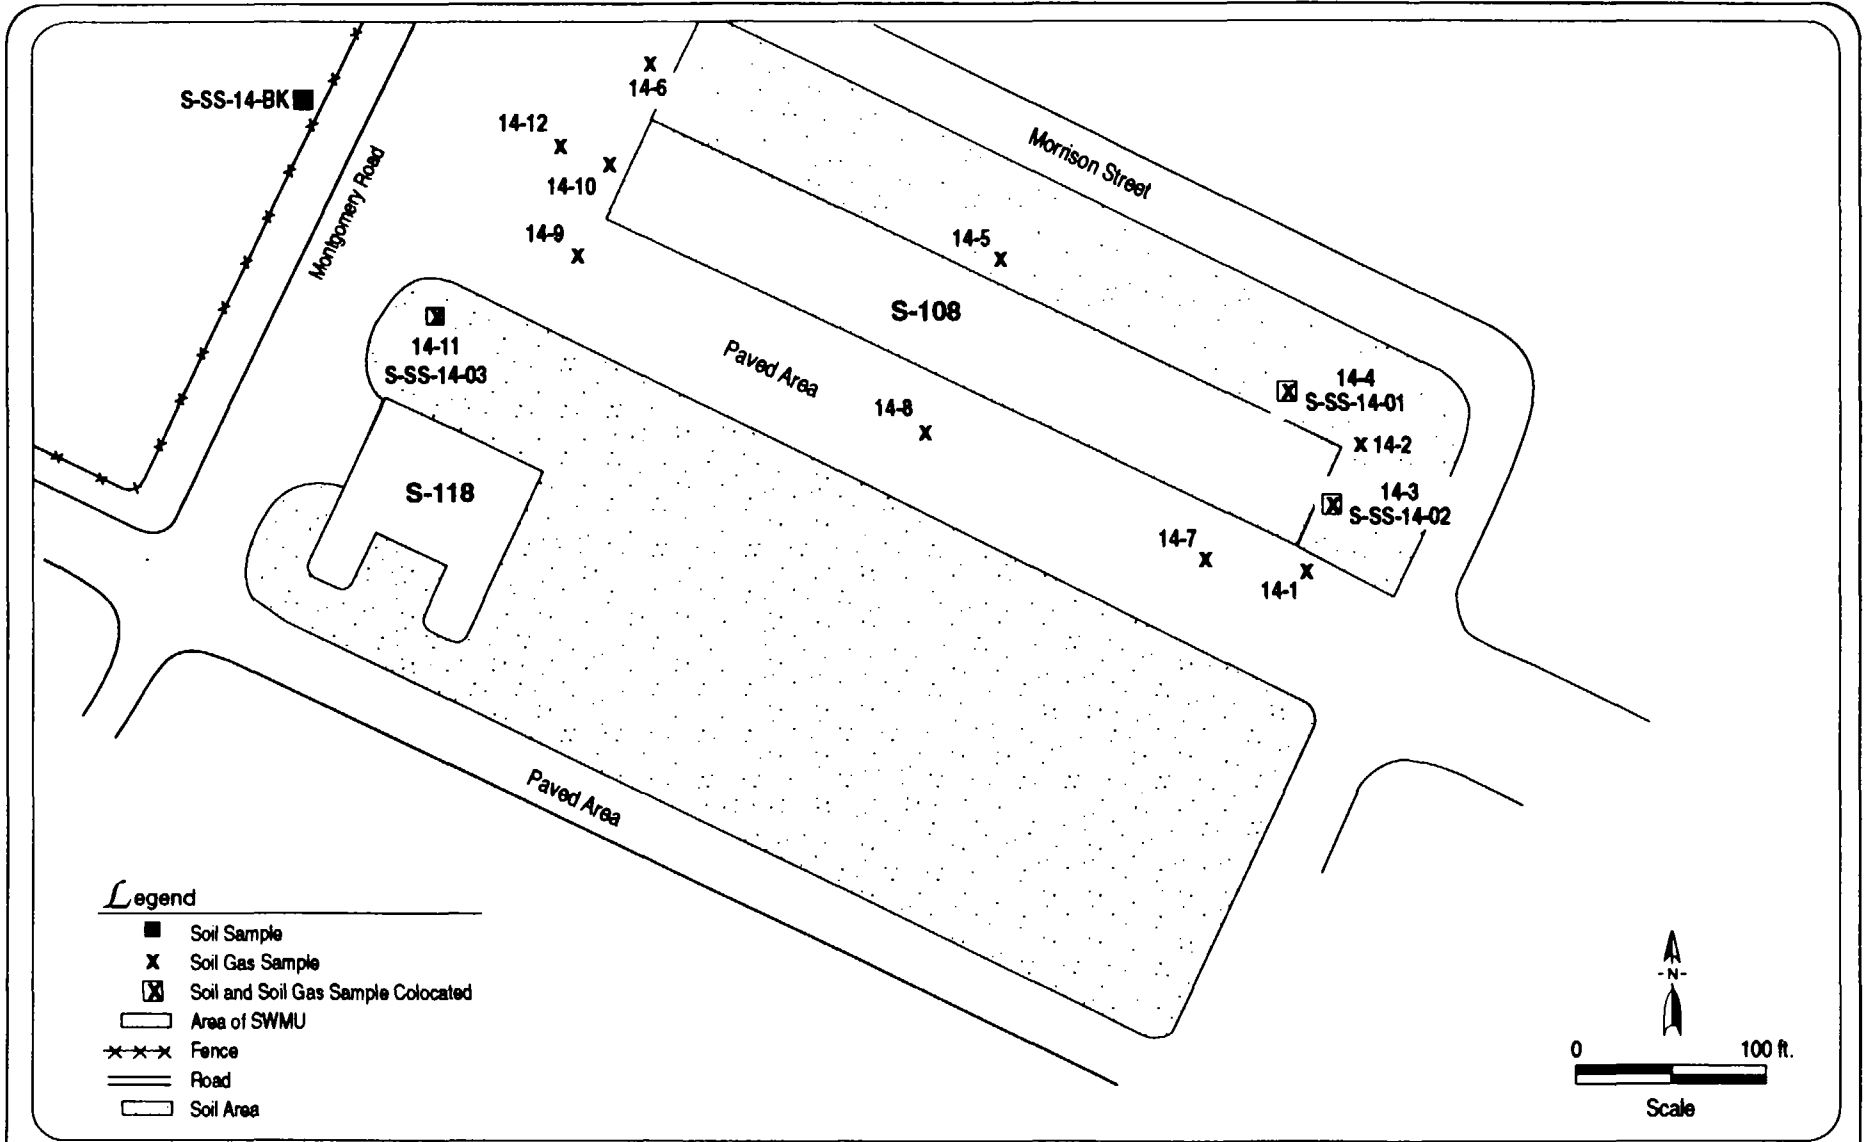 S-SS-14-BK
14-6
14-12
14-10
Montgomery Road
Morrison Street
14-9
14-5
S-108
14-11
S-SS-14-03
Paved Area
14-8
14-4
S-SS-14-01
14-2
14-3
S-SS-14-02
S-118
14-7
14-1
Paved Area
Legend
Soil Sample
X Soil Gas Sample
X Soil and Soil Gas Sample Colocated
Area of SWMU
Fence
Road
Soil Area
-N-
0 100 ft.
Scale